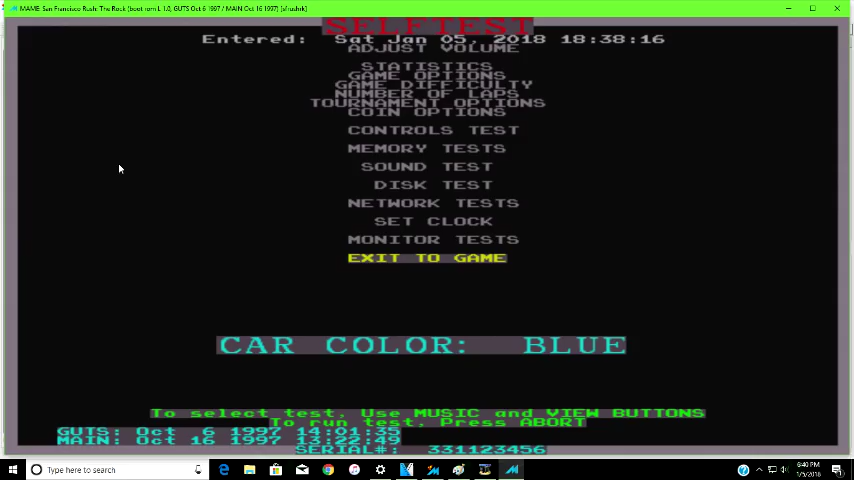 MAME: San Francisco Rush: The Rock (boot rom L 1.0, GUTS Oct 6 1997 / MAIN Oct 16 1997) [sfrushrk]
SELFTEST
Entered: Sat Jan 05, 2018 18:38:16
ADJUST VOLUME
STATISTICS
GAME OPTIONS
GAME DIFFICULTY
NUMBER OF LAPS
TOURNAMENT OPTIONS
COIN OPTIONS
CONTROLS TEST
MEMORY TESTS
SOUND TEST
DISK TEST
NETWORK TESTS
SET CLOCK
MONITOR TESTS
EXIT TO GAME
CAR COLOR: BLUE
To select test, Use MUSIC and VIEW BUTTONS
To run test, Press ABORT
GUTS: Oct 6 1997 14:01:35
MAIN: Oct 16 1997 13:22:49
SERIAL#: 331123456
Type here to search
6:40 PM
1/5/2018